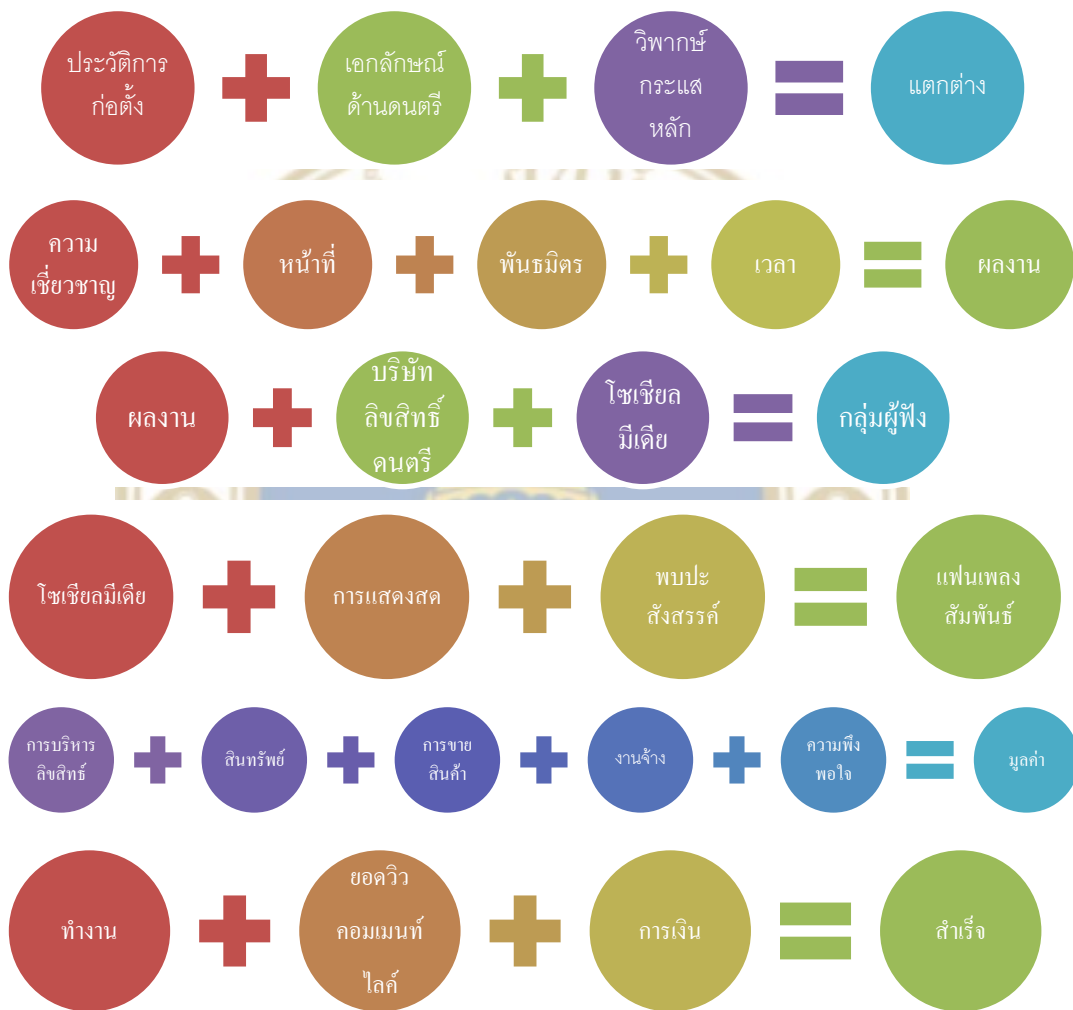 ประวัติการ
ก่อตั้ง
เอกลักษณ์
ด้านดนตรี
วิพากษ์
กระแส
หลัก
แตกต่าง
ความ
เชี่ยวชาญ
หน้าที่
พันธมิตร
เวลา
ผลงาน
ผลงาน
บริษัท
ลิขสิทธิ์
ดนตรี
โซเชียล
มีเดีย
กลุ่มผู้ฟัง
โซเชียลมีเดีย
การแสดงสด
พบปะ
สังสรรค์
แฟนเพลง
สัมพันธ์
การบริหาร
ลิขสิทธ์
สินทรัพย์
การขาย
สินค้า
งานจ้าง
ความพึง
พอใจ
มูลค่า
ทำงาน
ยอดวิว
คอมเมนท์
ไลค์
การเงิน
สำเร็จ